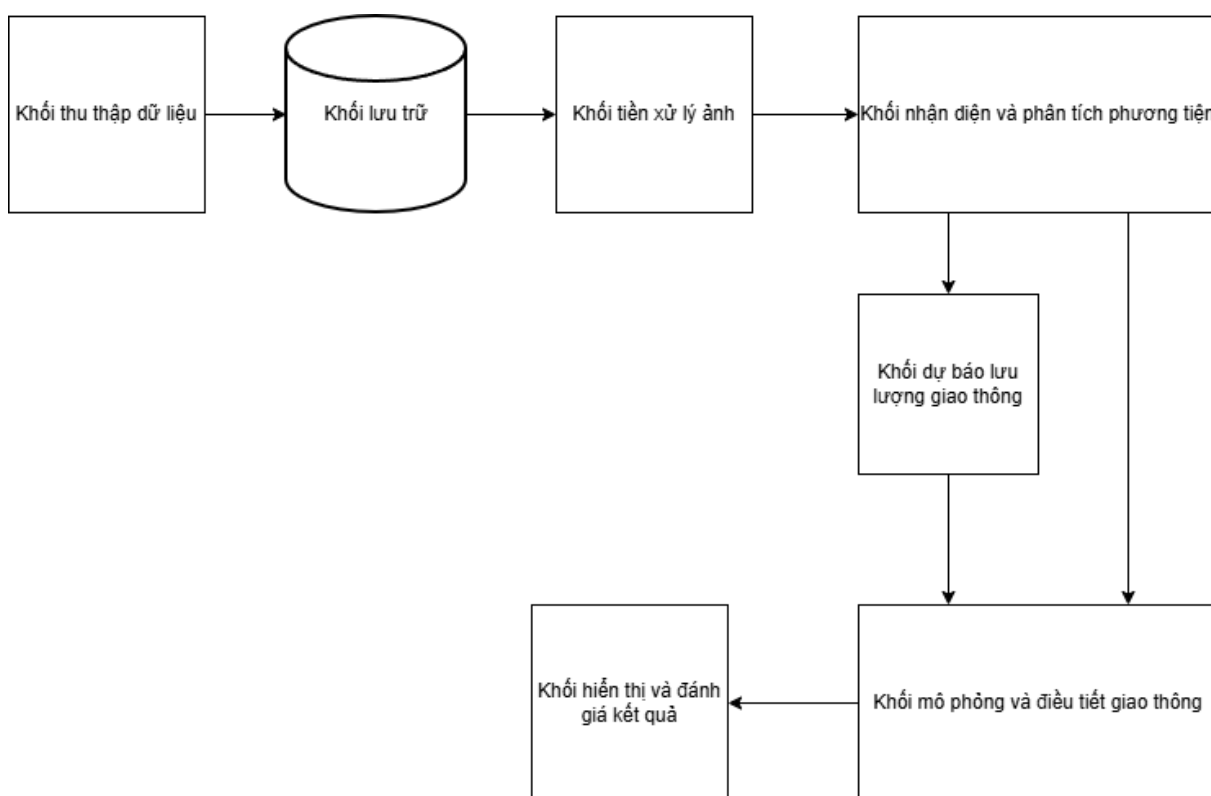 Khối thu thập dữ liệu
Khối lưu trữ
Khối tiền xử lý ảnh
Khối nhận diện và phân tích phương tiện
Khối dự báo lưu
lượng giao thông
Khối hiển thị và đánh
giá kết quả
Khối mô phỏng và điều tiết giao thông